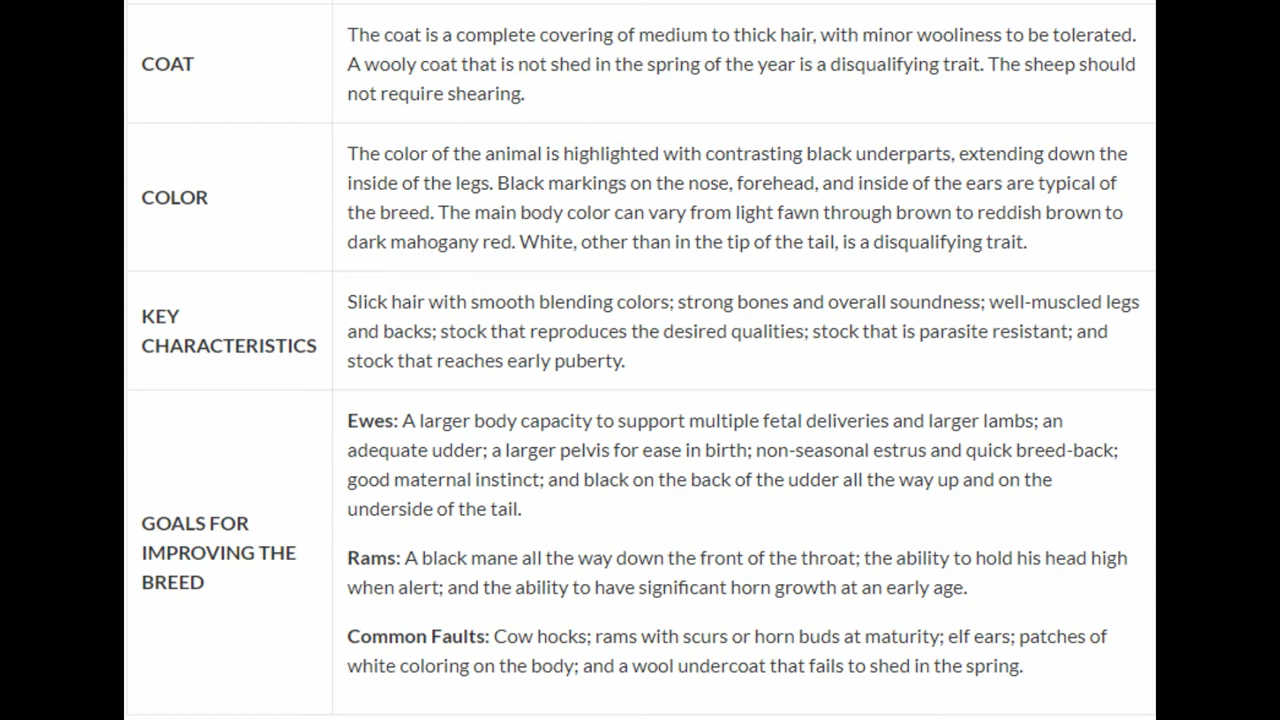 COAT
The coat is a complete covering of medium to thick hair, with minor wooliness to be tolerated.
A wooly coat that is not shed in the spring of the year is a disqualifying trait. The sheep should
not require shearing.
COLOR
The color of the animal is highlighted with contrasting black underparts, extending down the
inside of the legs. Black markings on the nose, forehead, and inside of the ears are typical of
the breed. The main body color can vary from light fawn through brown to reddish brown to
dark mahogany red. White, other than in the tip of the tail, is a disqualifying trait.
KEY
CHARACTERISTICS
Slick hair with smooth blending colors; strong bones and overall soundness; well-muscled legs
and backs; stock that reproduces the desired qualities; stock that is parasite resistant; and
stock that reaches early puberty.
GOALS FOR
IMPROVING THE
BREED
Ewes: A larger body capacity to support multiple fetal deliveries and larger lambs; an
adequate udder; a larger pelvis for ease in birth; non-seasonal estrus and quick breed-back;
good maternal instinct; and black on the back of the udder all the way up and on the
underside of the tail.
Rams: A black mane all the way down the front of the throat; the ability to hold his head high
when alert; and the ability to have significant horn growth at an early age.
Common Faults: Cow hocks; rams with scurs or horn buds at maturity; elf ears; patches of
white coloring on the body; and a wool undercoat that fails to shed in the spring.